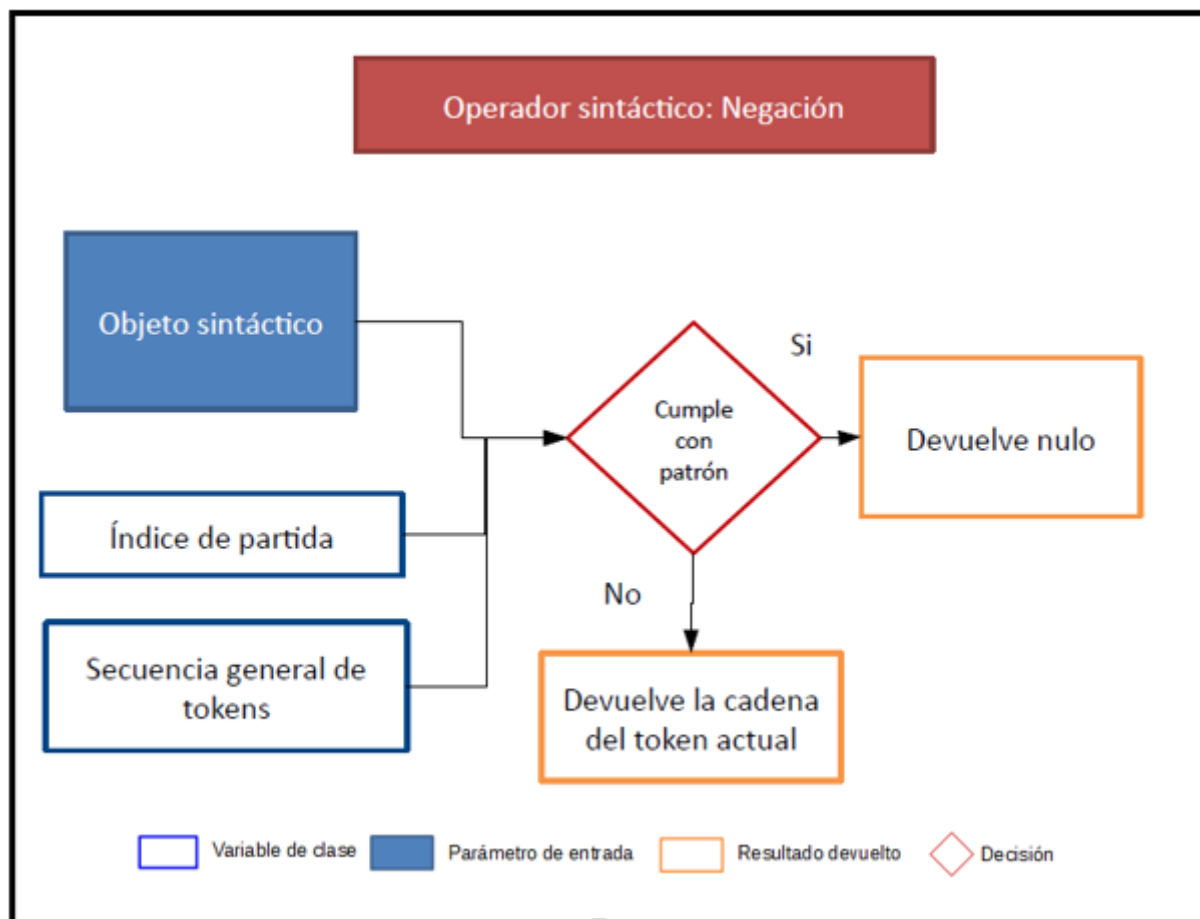 Operador sintáctico: Negación
Objeto sintáctico
Si
Cumple
con
patrón
Devuelve nulo
Índice de partida
No
Secuencia general de
tokens
Devuelve la cadena
del token actual
Variable de clase
Parámetro de entrada
Resultado devuelto
Decisión